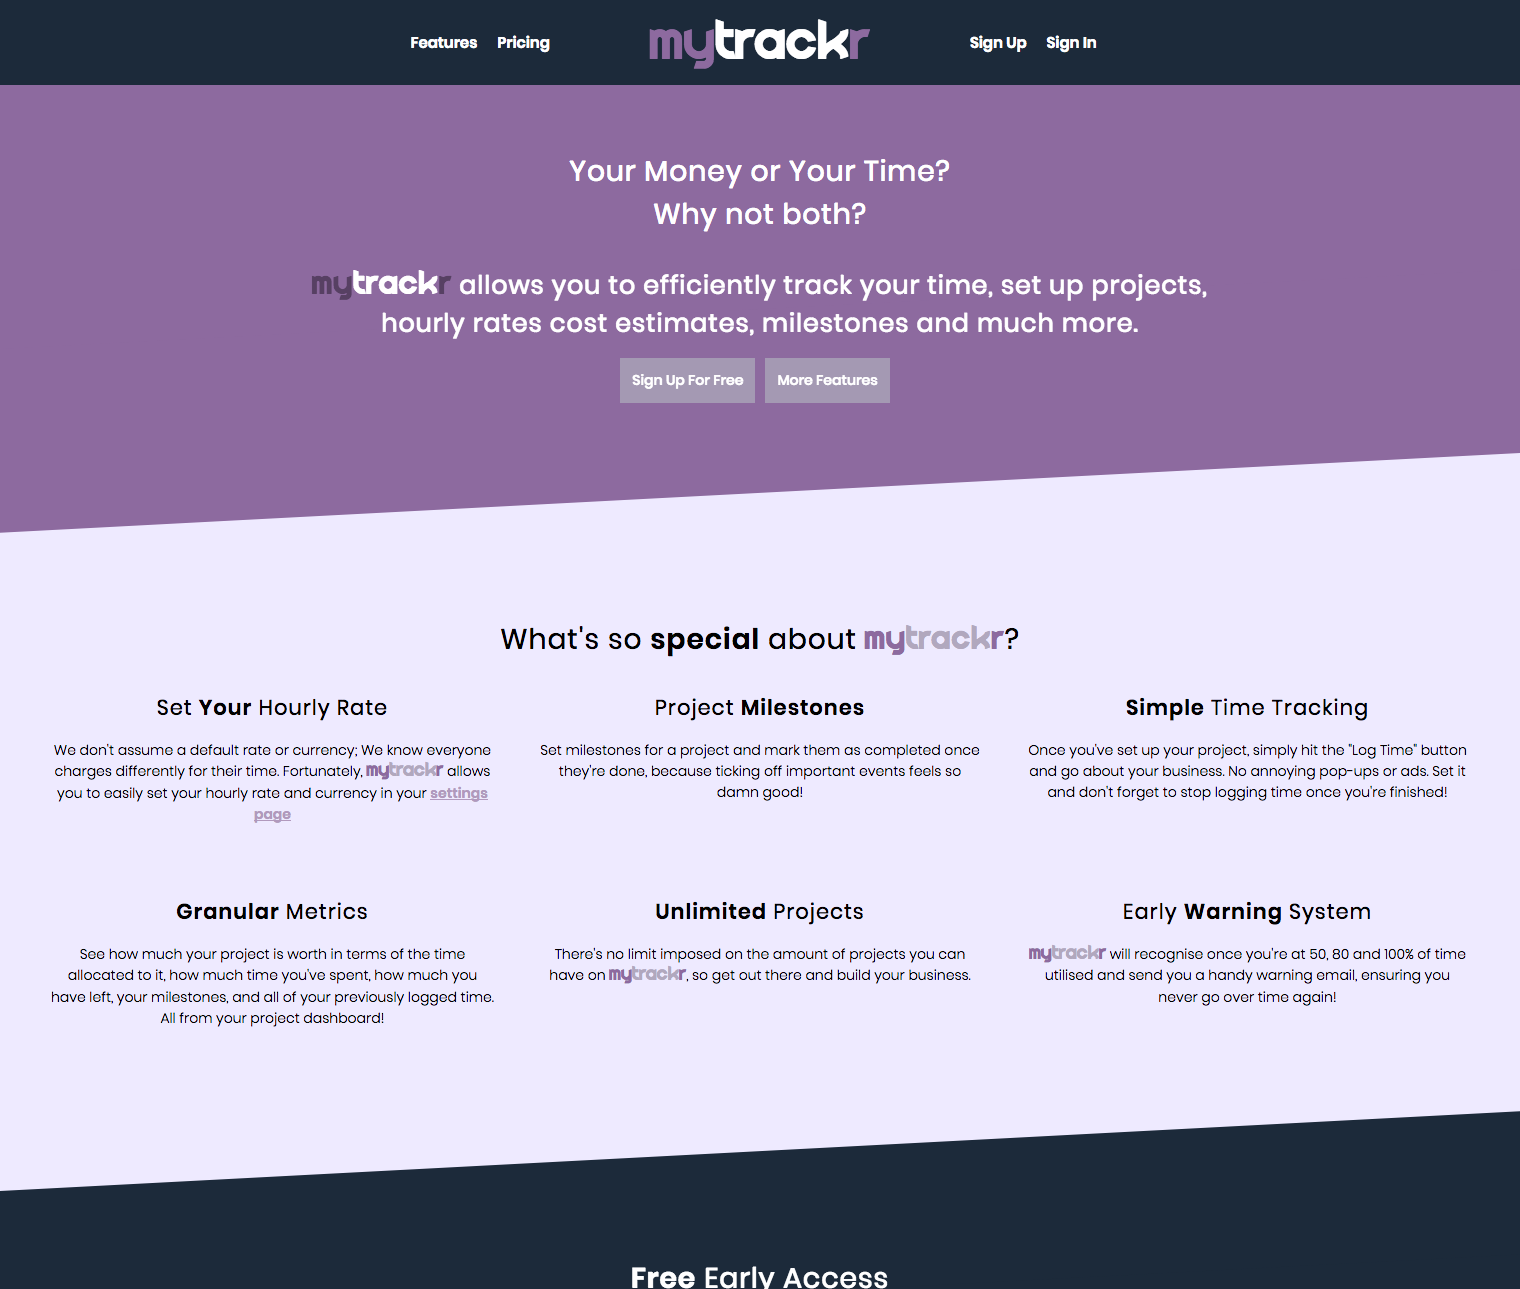 Features Pricing mytrackr Sign Up Sign In
Your Money or Your Time?
Why not both?
mytrackr allows you to efficiently track your time, set up projects,
hourly rates cost estimates, milestones and much more.
Sign Up For Free More Features
What's so special about mytrackr?
Set Your Hourly Rate
We don't assume a default rate or currency; We know everyone
charges differently for their time. Fortunately, mytrackr allows
you to easily set your hourly rate and currency in your settings
page
Project Milestones
Set milestones for a project and mark them as completed once
they're done, because ticking off important events feels so
damn good!
Simple Time Tracking
Once you've set up your project, simply hit the "Log Time" button
and go about your business. No annoying pop-ups or ads. Set it
and don't forget to stop logging time once you're finished!
Granular Metrics
See how much your project is worth in terms of the time
allocated to it, how much time you've spent, how much you
have left, your milestones, and all of your previously logged time.
All from your project dashboard!
Unlimited Projects
There's no limit imposed on the amount of projects you can
have on mytrackr, so get out there and build your business.
Early Warning System
mytrackr will recognise once you're at 50, 80 and 100% of time
utilised and send you a handy warning email, ensuring you
never go over time again!
Free Early Access